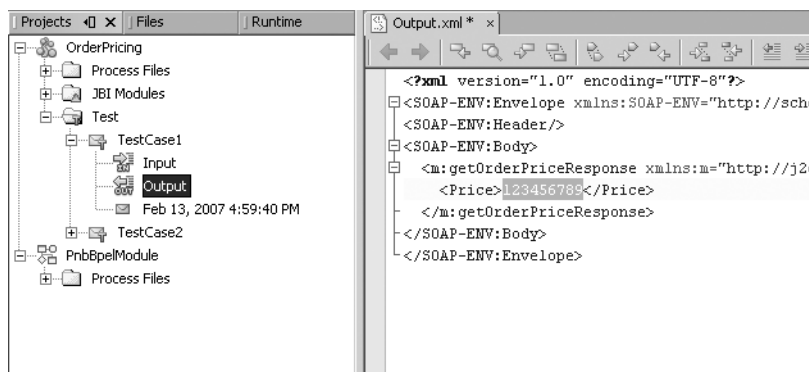 Projects
Files
Runtime
OrderPricing
Process Files
JBI Modules
Test
TestCase1
Input
Output
Feb 13, 2007 4:59:40 PM
TestCase2
PnbBpelModule
Process Files
Output.xml *
<?xml version="1.0" encoding="UTF-8"?>
<SOAP-ENV:Envelope xmlns:SOAP-ENV="http://sch
<SOAP-ENV:Header/>
<SOAP-ENV:Body>
<m:getOrderPriceResponse xmlns:m="http://j2
<Price>123456789</Price>
</m:getOrderPriceResponse>
</SOAP-ENV:Body>
</SOAP-ENV:Envelope>